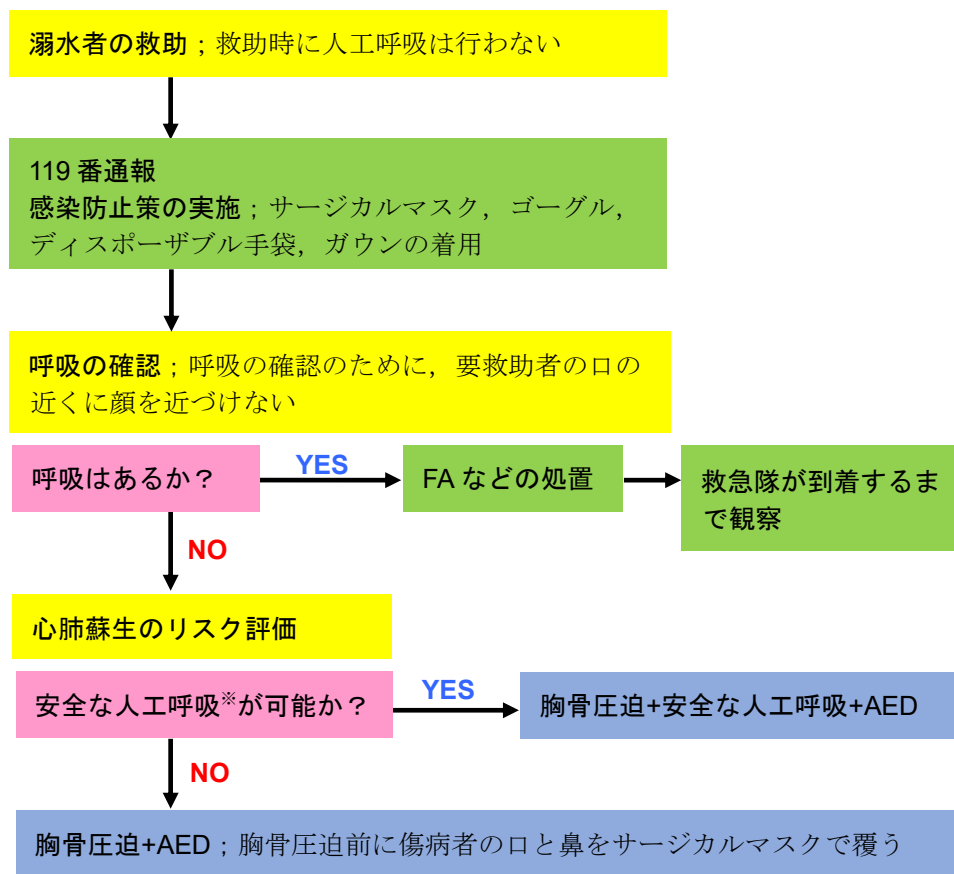 溺水者の救助；救助時に人工呼吸は行わない
119 番通報
感染防止策の実施；サージカルマスク，ゴーグル，
ディスポーザブル手袋，ガウンの着用
呼吸の確認；呼吸の確認のために，要救助者の口の
近くに顔を近づけない
呼吸はあるか？
YES
FA などの処置
救急隊が到着するま
で観察
NO
心肺蘇生のリスク評価
安全な人工呼吸※が可能か？
YES
胸骨圧迫+安全な人工呼吸+AED
NO
胸骨圧迫+AED；胸骨圧迫前に傷病者の口と鼻をサージカルマスクで覆う